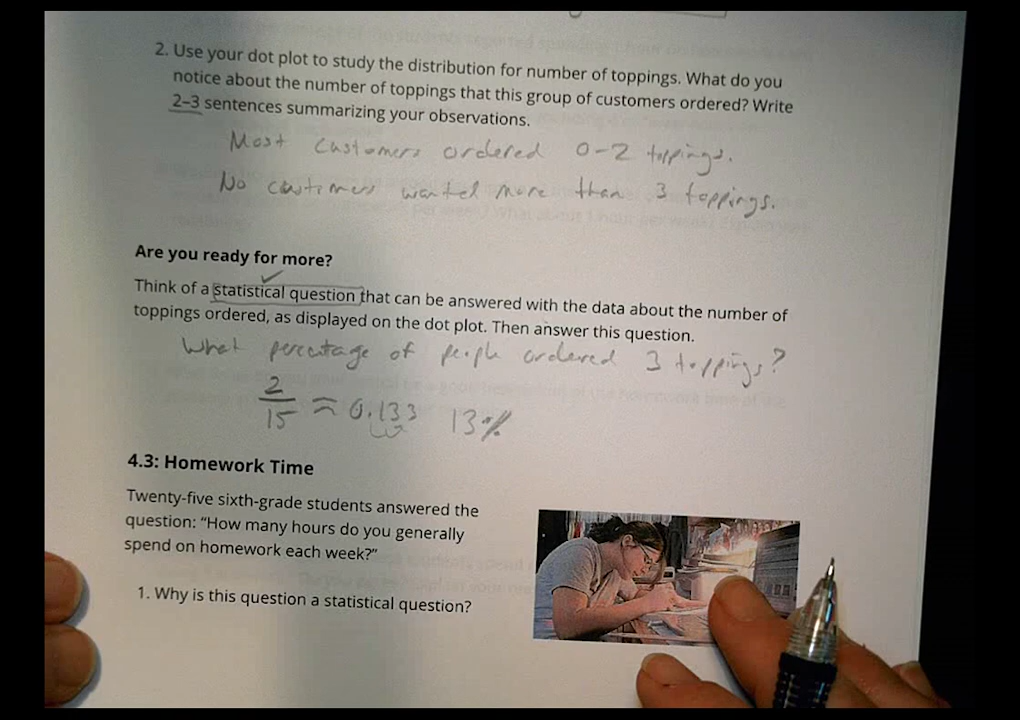 2. Use your dot plot to study the distribution for number of toppings. What do you
notice about the number of toppings that this group of customers ordered? Write
2–3 sentences summarizing your observations.
Most customers ordered 0-2 toppings.
No customers wanted more than 3 toppings.
Are you ready for more?
Think of a statistical question that can be answered with the data about the number of
toppings ordered, as displayed on the dot plot. Then answer this question.
What percentage of people ordered 3 toppings?
2/15 ≈ 0.133 13%
4.3: Homework Time
Twenty-five sixth-grade students answered the
question: “How many hours do you generally
spend on homework each week?”
1. Why is this question a statistical question?